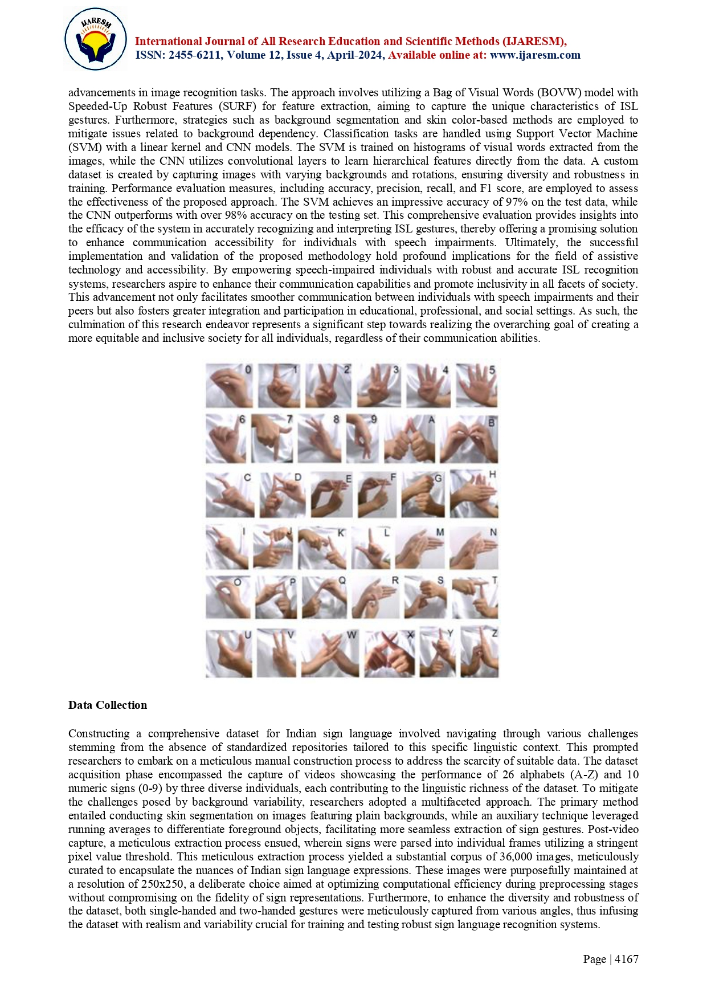 IJARESM
International Journal of All Research Education and Scientific Methods (IJARESM),
ISSN: 2455-6211, Volume 12, Issue 4, April-2024, Available online at: www.ijaresm.com
advancements in image recognition tasks. The approach involves utilizing a Bag of Visual Words (BOVW) model with
Speeded-Up Robust Features (SURF) for feature extraction, aiming to capture the unique characteristics of ISL
gestures. Furthermore, strategies such as background segmentation and skin color-based methods are employed to
mitigate issues related to background dependency. Classification tasks are handled using Support Vector Machine
(SVM) with a linear kernel and CNN models. The SVM is trained on histograms of visual words extracted from the
images, while the CNN utilizes convolutional layers to learn hierarchical features directly from the data. A custom
dataset is created by capturing images with varying backgrounds and rotations, ensuring diversity and robustness in
training. Performance evaluation measures, including accuracy, precision, recall, and F1 score, are employed to assess
the effectiveness of the proposed approach. The SVM achieves an impressive accuracy of 97% on the test data, while
the CNN outperforms with over 98% accuracy on the testing set. This comprehensive evaluation provides insights into
the efficacy of the system in accurately recognizing and interpreting ISL gestures, thereby offering a promising solution
to enhance communication accessibility for individuals with speech impairments. Ultimately, the successful
implementation and validation of the proposed methodology hold profound implications for the field of assistive
technology and accessibility. By empowering speech-impaired individuals with robust and accurate ISL recognition
systems, researchers aspire to enhance their communication capabilities and promote inclusivity in all facets of society.
This advancement not only facilitates smoother communication between individuals with speech impairments and their
peers but also fosters greater integration and participation in educational, professional, and social settings. As such, the
culmination of this research endeavor represents a significant step towards realizing the overarching goal of creating a
more equitable and inclusive society for all individuals, regardless of their communication abilities.
0 1 2 3 4 5
6 7 8 9 A B
C D E F G H
I J K L M N
O P Q R S T
U V W X Y Z
Data Collection
Constructing a comprehensive dataset for Indian sign language involved navigating through various challenges
stemming from the absence of standardized repositories tailored to this specific linguistic context. This prompted
researchers to embark on a meticulous manual construction process to address the scarcity of suitable data. The dataset
acquisition phase encompassed the capture of videos showcasing the performance of 26 alphabets (A-Z) and 10
numeric signs (0-9) by three diverse individuals, each contributing to the linguistic richness of the dataset. To mitigate
the challenges posed by background variability, researchers adopted a multifaceted approach. The primary method
entailed conducting skin segmentation on images featuring plain backgrounds, while an auxiliary technique leveraged
running averages to differentiate foreground objects, facilitating more seamless extraction of sign gestures. Post-video
capture, a meticulous extraction process ensued, wherein signs were parsed into individual frames utilizing a stringent
pixel value threshold. This meticulous extraction process yielded a substantial corpus of 36,000 images, meticulously
curated to encapsulate the nuances of Indian sign language expressions. These images were purposefully maintained at
a resolution of 250x250, a deliberate choice aimed at optimizing computational efficiency during preprocessing stages
without compromising on the fidelity of sign representations. Furthermore, to enhance the diversity and robustness of
the dataset, both single-handed and two-handed gestures were meticulously captured from various angles, thus infusing
the dataset with realism and variability crucial for training and testing robust sign language recognition systems.
Page | 4167